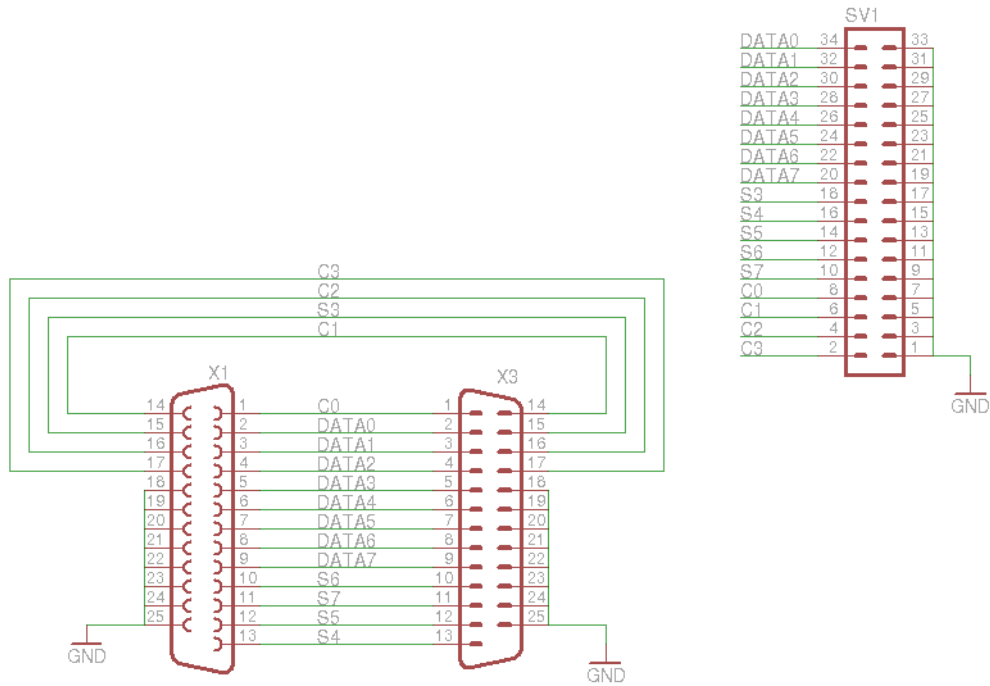 SV1
DATA0 34 33
DATA1 32 31
DATA2 30 29
DATA3 28 27
DATA4 26 25
DATA5 24 23
DATA6 22 21
DATA7 20 19
S3 18 17
S4 16 15
S5 14 13
S6 12 11
S7 10 9
C0 8 7
C1 6 5
C2 4 3
C3 2 1
GND
C3
C2
S3
C1
X1 X3
14 1 C0 1 14
15 2 DATA0 2 15
16 3 DATA1 3 16
17 4 DATA2 4 17
18 5 DATA3 5 18
19 6 DATA4 6 19
20 7 DATA5 7 20
21 8 DATA6 8 21
22 9 DATA7 9 22
23 10 S6 10 23
24 11 S7 11 24
25 12 S5 12 25
13 S4 13
GND GND